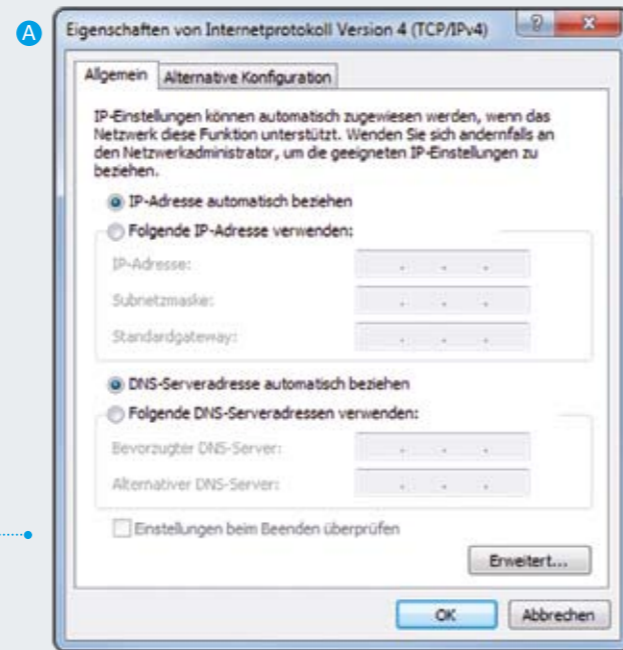 A
Eigenschaften von Internetprotokoll Version 4 (TCP/IPv4)
?
Allgemein
Alternative Konfiguration
IP-Einstellungen können automatisch zugewiesen werden, wenn das
Netzwerk diese Funktion unterstützt. Wenden Sie sich andernfalls an
den Netzwerkadministrator, um die geeigneten IP-Einstellungen zu
beziehen.
IP-Adresse automatisch beziehen
Folgende IP-Adresse verwenden:
IP-Adresse:
Subnetzmaske:
Standardgateway:
DNS-Serveradresse automatisch beziehen
Folgende DNS-Serveradressen verwenden:
Bevorzugter DNS-Server:
Alternativer DNS-Server:
Einstellungen beim Beenden überprüfen
Erweitert...
OK
Abbrechen